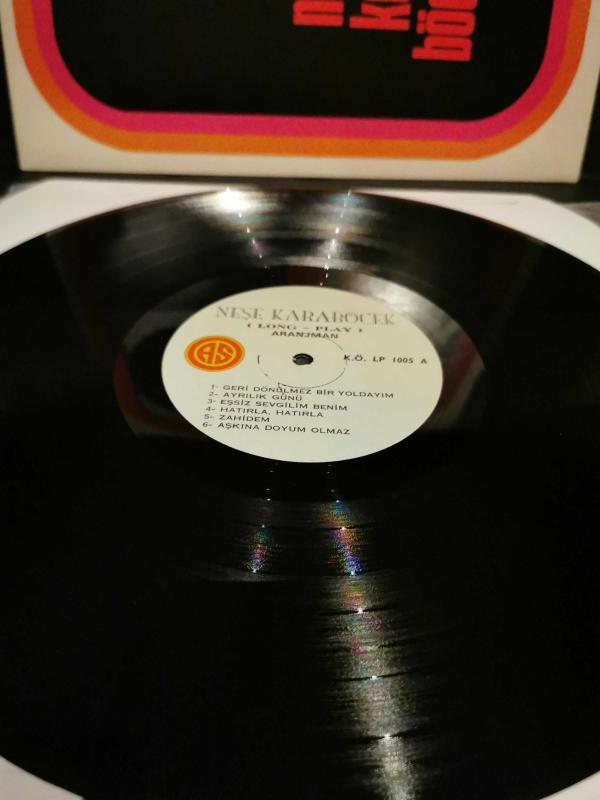 böc
NEŞE KARABÖCEK
( LONG - PLAY )
ARANJMAN
AS
K.Ö. LP 1005 A
1- GERİ DÖNÜLMEZ BİR YOLDAYIM
2- AYRILIK GÜNÜ
3- EŞSİZ SEVGİLİM BENİM
4- HATIRLA, HATIRLA
5- ZAHİDEM
6- AŞKINA DOYUM OLMAZ